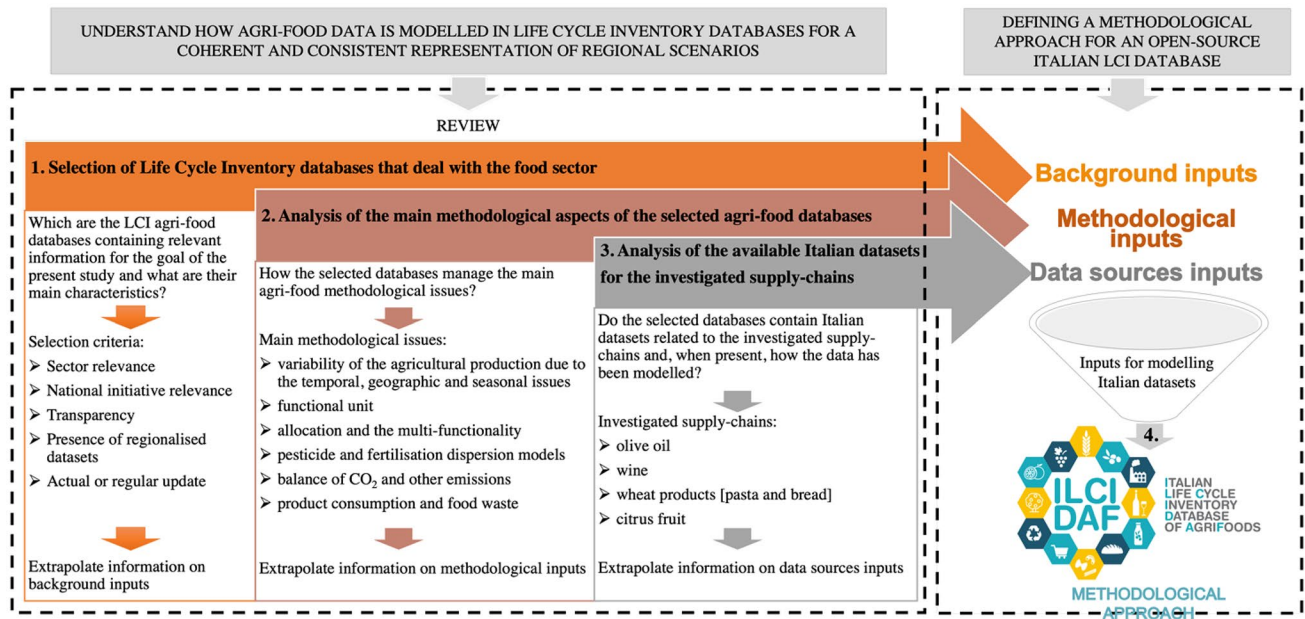 UNDERSTAND HOW AGRI-FOOD DATA IS MODELLED IN LIFE CYCLE INVENTORY DATABASES FOR A
COHERENT AND CONSISTENT REPRESENTATION OF REGIONAL SCENARIOS
DEFINING A METHODOLOGICAL
APPROACH FOR AN OPEN-SOURCE
ITALIAN LCI DATABASE
REVIEW
1. Selection of Life Cycle Inventory databases that deal with the food sector
Which are the LCI agri-food
databases containing relevant
information for the goal of the
present study and what are their
main characteristics?
Selection criteria:
➢ Sector relevance
➢ National initiative relevance
➢ Transparency
➢ Presence of regionalised
datasets
➢ Actual or regular update
Extrapolate information on
background inputs
2. Analysis of the main methodological aspects of the selected agri-food databases
How the selected databases manage the main
agri-food methodological issues?
Main methodological issues:
➢ variability of the agricultural production due to
the temporal, geographic and seasonal issues
➢ functional unit
➢ allocation and the multi-functionality
➢ pesticide and fertilisation dispersion models
➢ balance of CO₂ and other emissions
➢ product consumption and food waste
Extrapolate information on methodological inputs
3. Analysis of the available Italian datasets
for the investigated supply-chains
Do the selected databases contain Italian
datasets related to the investigated supply-
chains and, when present, how the data has
been modelled?
Investigated supply-chains:
➢ olive oil
➢ wine
➢ wheat products [pasta and bread]
➢ citrus fruit
Extrapolate information on data sources inputs
Background inputs
Methodological
inputs
Data sources inputs
Inputs for modelling
Italian datasets
4.
ILCI
DAF
ITALIAN
LIFE CYCLE
INVENTORY
DATABASE
OF AGRIFOODS
METHODOLOGICAL
APPROACH